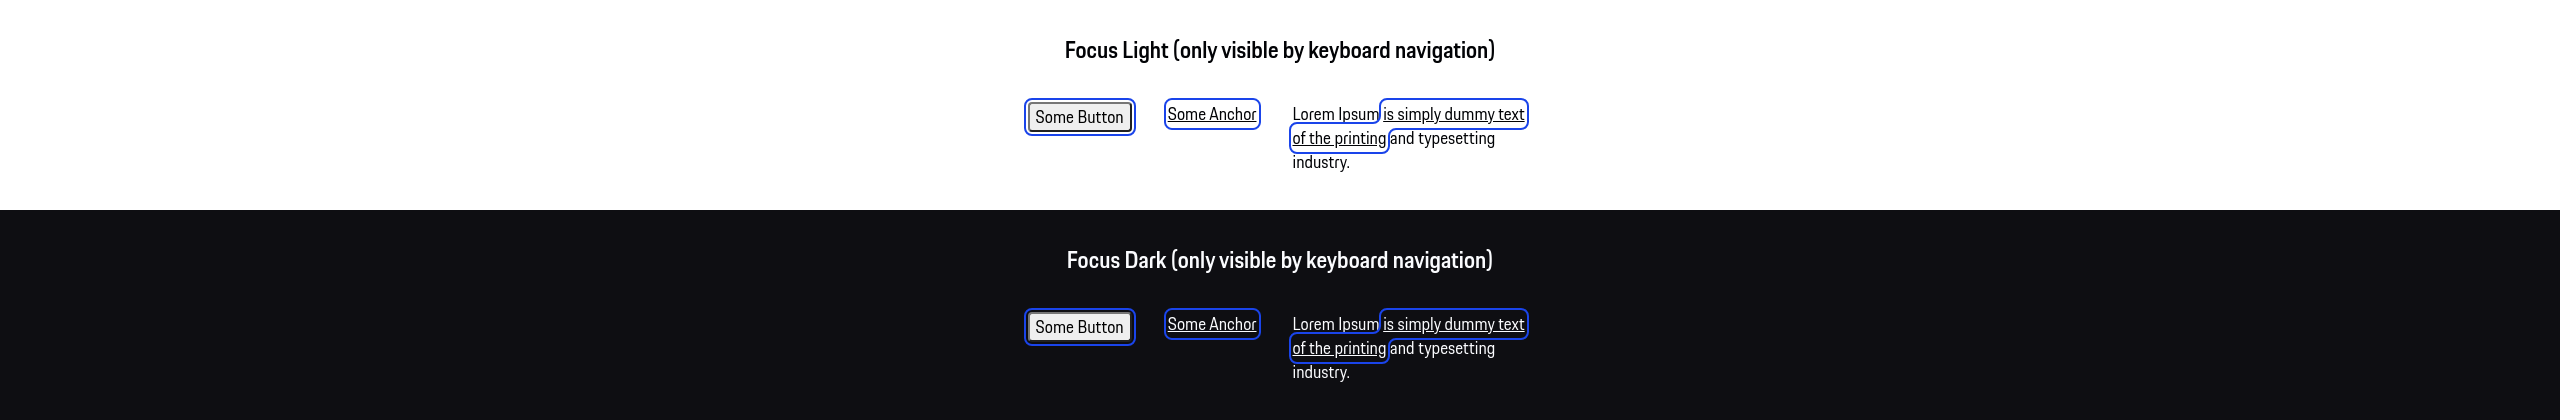 Focus Light (only visible by keyboard navigation)
Some Button
Some Anchor
Lorem Ipsum is simply dummy text
of the printing and typesetting
industry.
Focus Dark (only visible by keyboard navigation)
Some Button
Some Anchor
Lorem Ipsum is simply dummy text
of the printing and typesetting
industry.